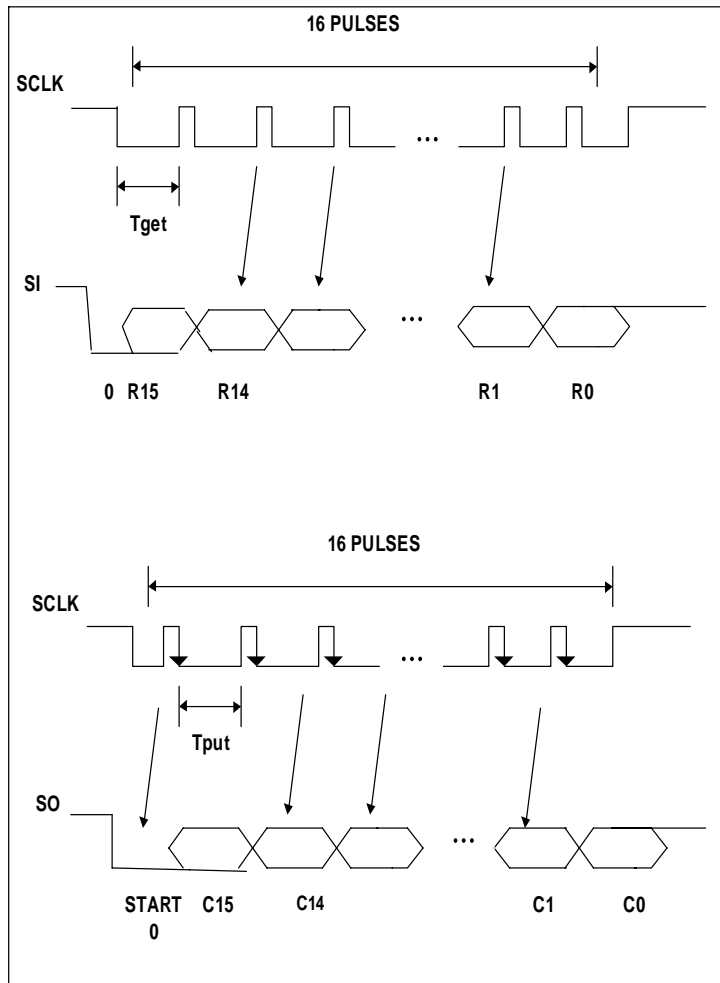 16 PULSES
SCLK
...
Tget
SI
...
0 R15 R14 R1 R0
16 PULSES
SCLK
...
Tput
SO
...
START C15 C14 C1 C0
0